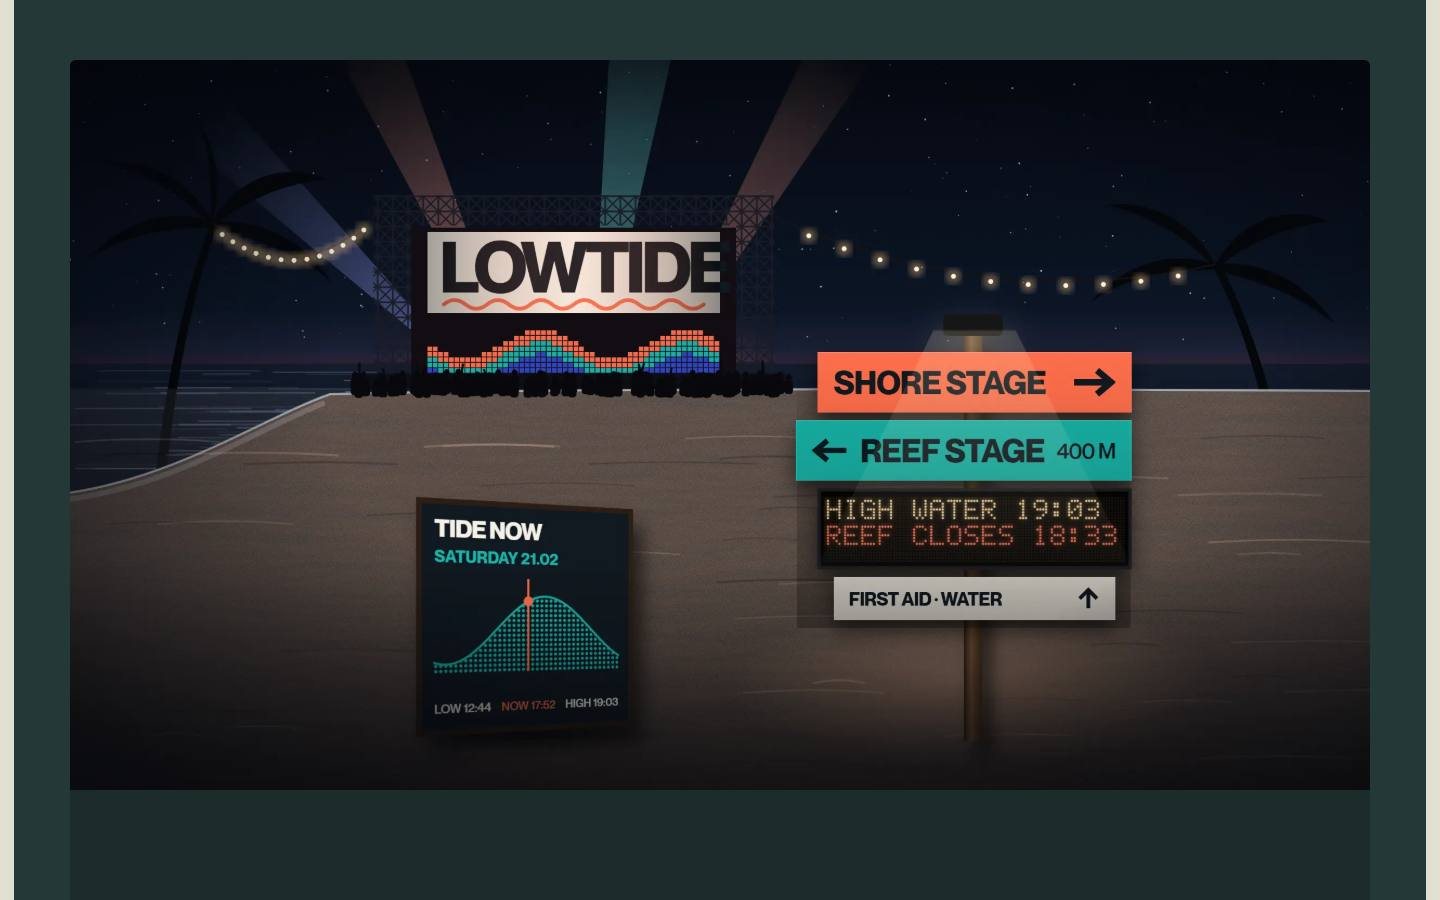 LOWTIDE
SHORE STAGE →
← REEF STAGE 400 M
HIGH WATER 19:03
REEF CLOSES 18:33
FIRST AID · WATER ↑
TIDE NOW
SATURDAY 21.02
LOW 12:44 NOW 17:52 HIGH 19:03